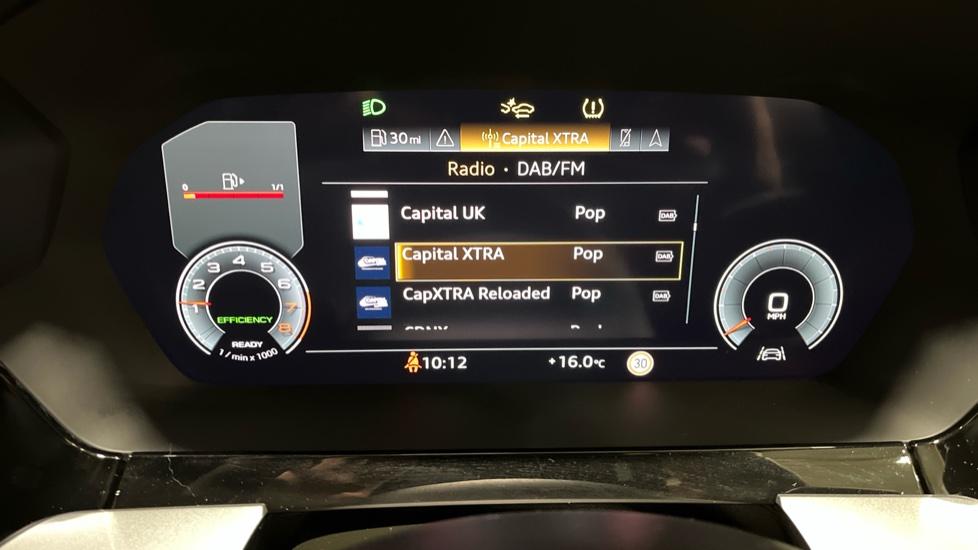 30 mi Capital XTRA
Radio • DAB/FM
0 1/1
Capital UK Pop DAB
Capital XTRA Pop DAB
CapXTRA Reloaded Pop DAB
1 2 3 4 5 6 7 8
EFFICIENCY
READY
1/min x 1000
0
MPH
10:12 +16.0°C 30